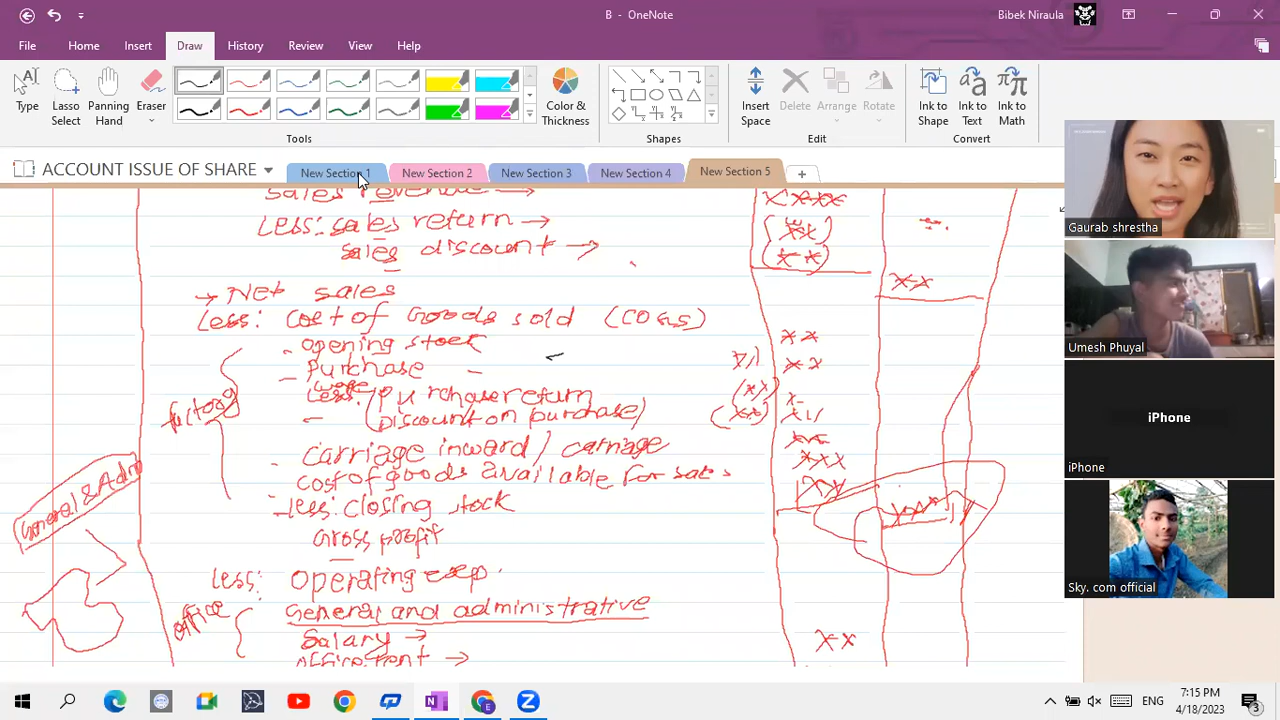 B - OneNote
Bibek Niraula
File Home Insert Draw History Review View Help
Type
Lasso Select
Panning Hand
Eraser
Color & Thickness
Insert Space
Delete
Arrange
Rotate
Ink to Shape
Ink to Text
Ink to Math
Tools
Shapes
Edit
Convert
ACCOUNT ISSUE OF SHARE
New Section 1
New Section 2
New Section 3
New Section 4
New Section 5
Sales revenue →
Less: sales return →
sales discount →
→ Net sales
Less: cost of Goods sold (COGS)
opening stock
purchase
Less: (purchase return
(Discount on purchase)
carriage inward / carriage
cost of goods available for sales
less: closing stock
Gross profit
less: operating exp.
General and administrative
office
Salary →
office rent →
General & Adm
Gaurab shrestha
Umesh Phuyal
iPhone
iPhone
Sky. com official
ENG
7:15 PM
4/18/2023
3